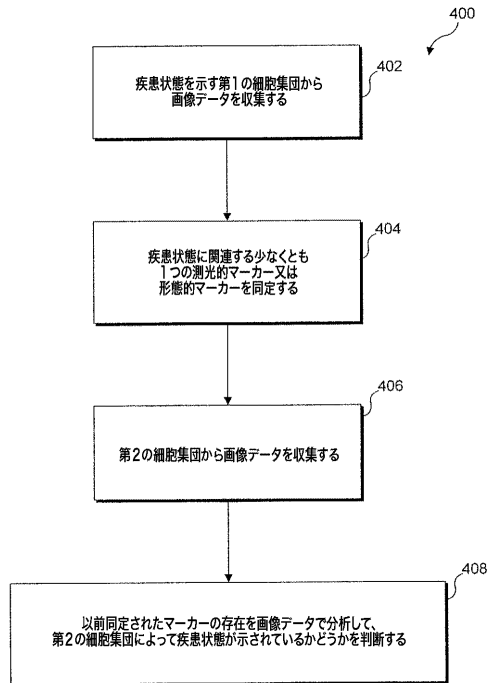 400
疾患状態を示す第1の細胞集団から
画像データを収集する
402
疾患状態に関連する少なくとも
1つの測光的マーカー又は
形態的マーカーを同定する
404
第2の細胞集団から画像データを収集する
406
以前同定されたマーカーの存在を画像データで分析して、
第2の細胞集団によって疾患状態が示されているかどうかを判断する
408